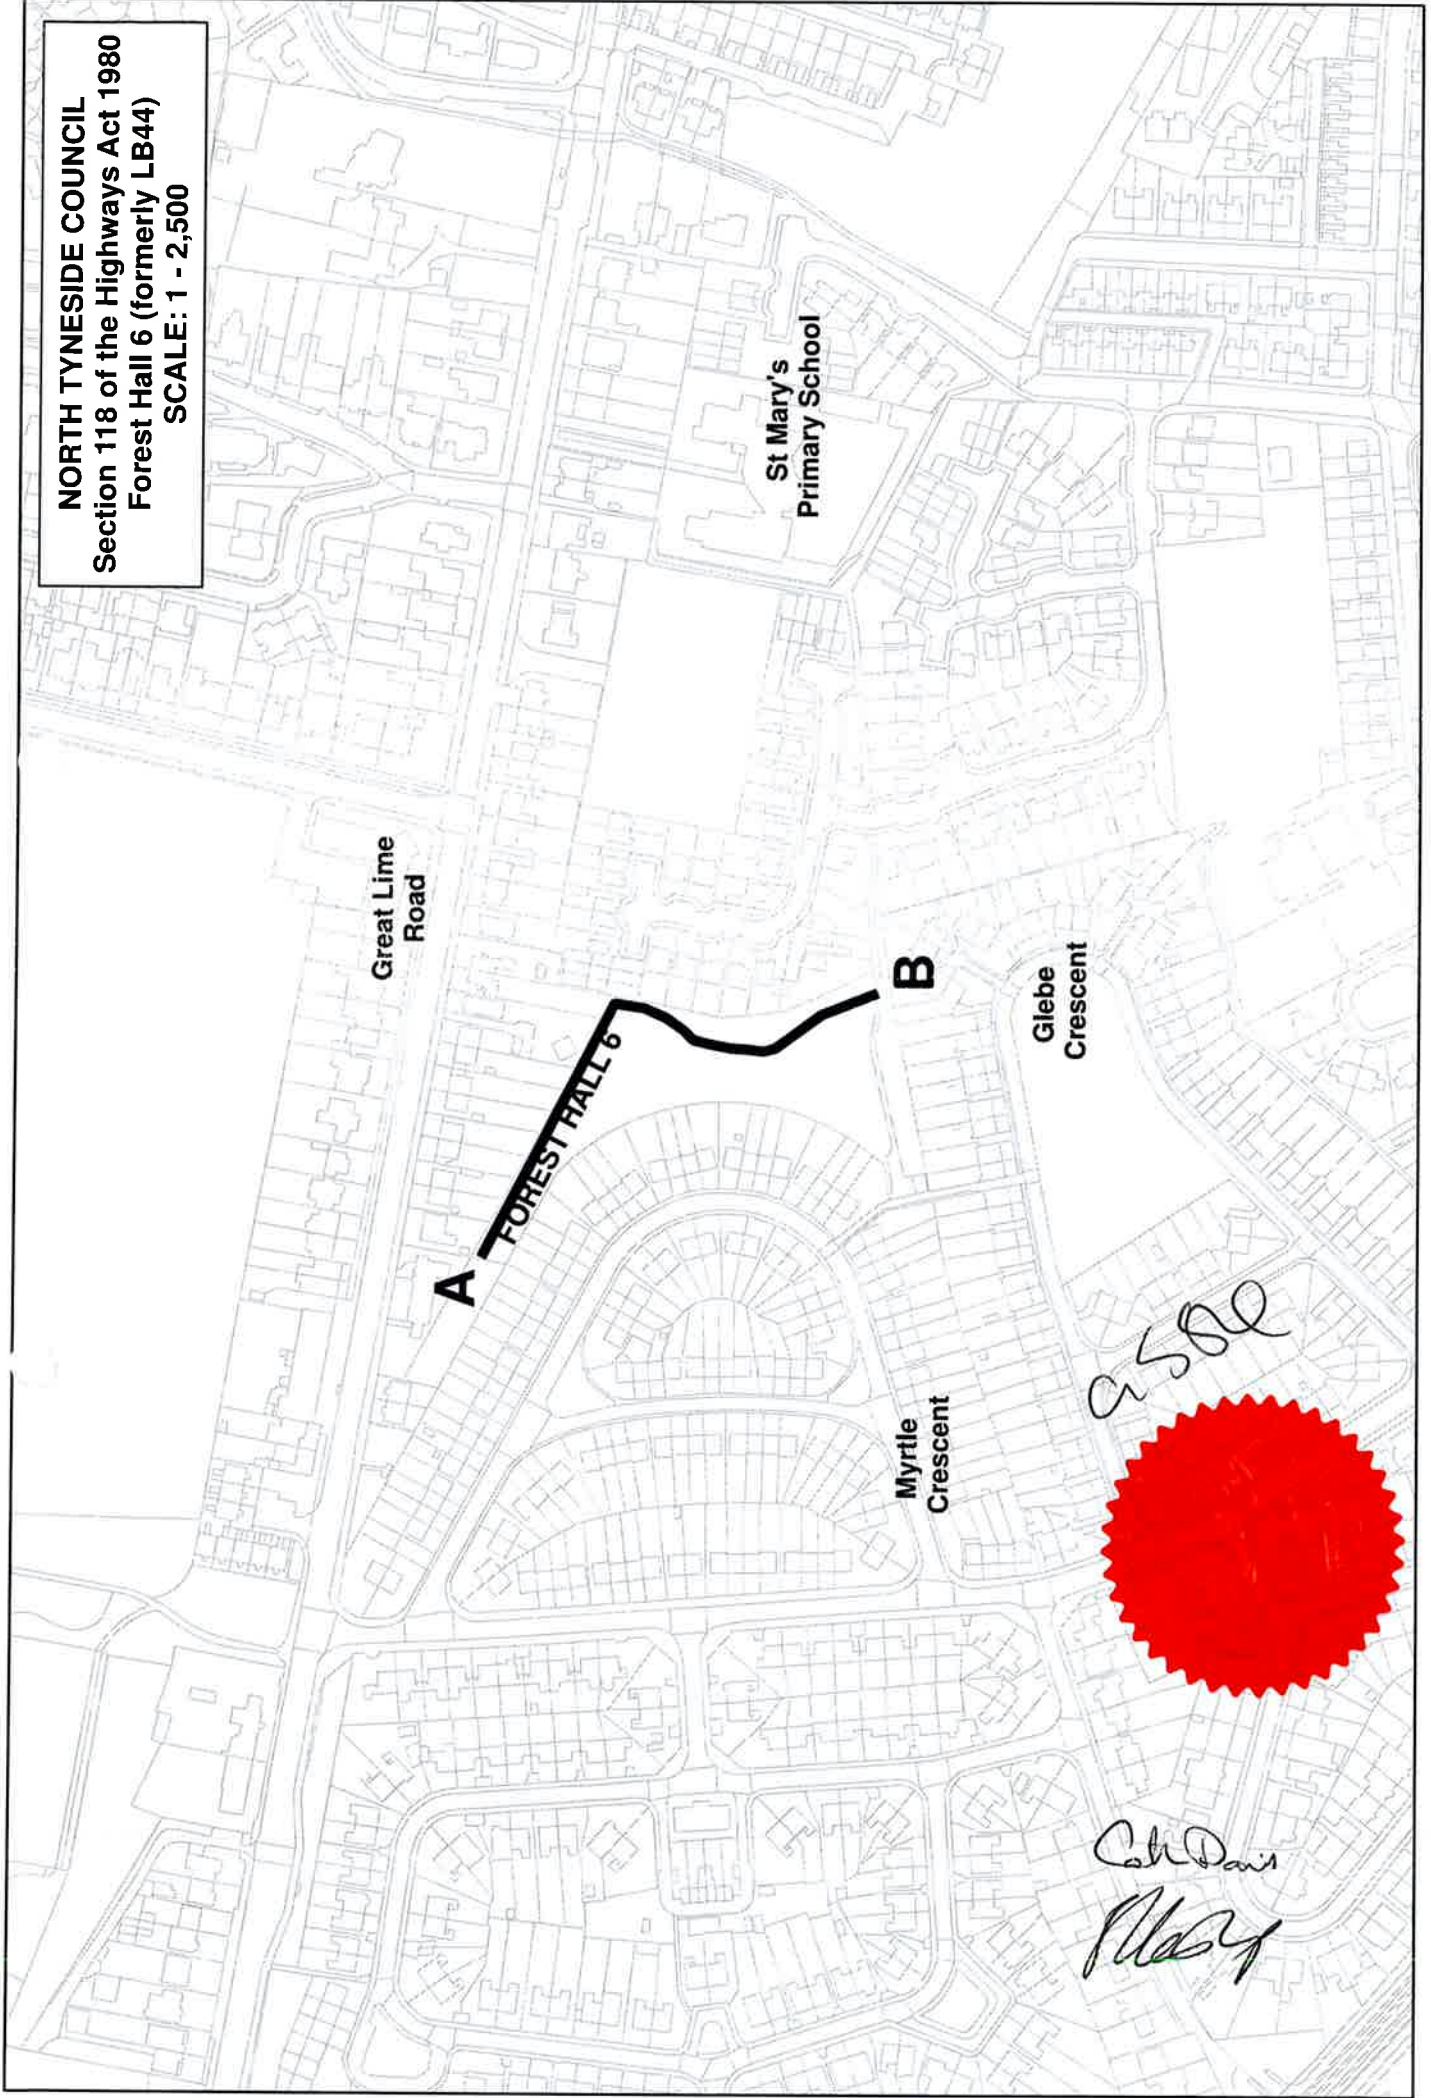 NORTH TYNESIDE COUNCIL
Section 118 of the Highways Act 1980
Forest Hall 6 (formerly LB44)
SCALE: 1 - 2,500
Great Lime
Road
St Mary's
Primary School
A
FOREST HALL 6
B
Glebe
Crescent
Myrtle
Crescent